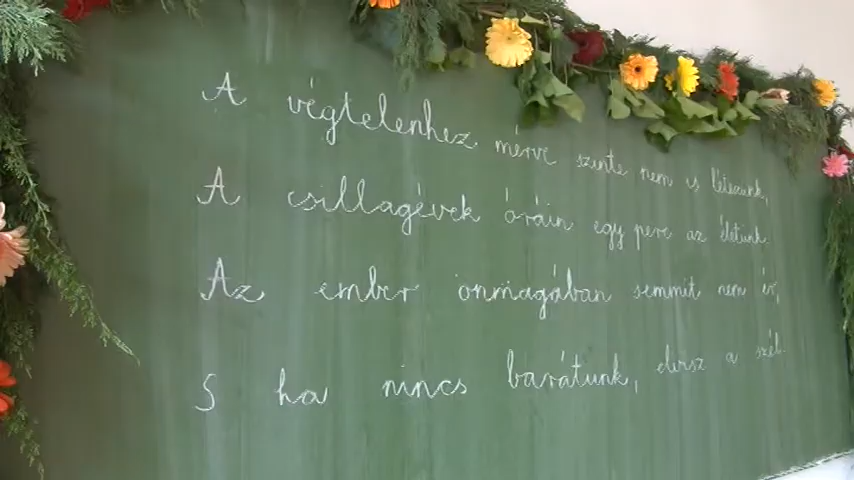 A végtelenhez mérve szinte nem is létezünk,
A csillagévek óráin egy perc az életünk.
Az ember önmagában semmit nem ér,
S ha nincs barátunk, elvisz a szél.